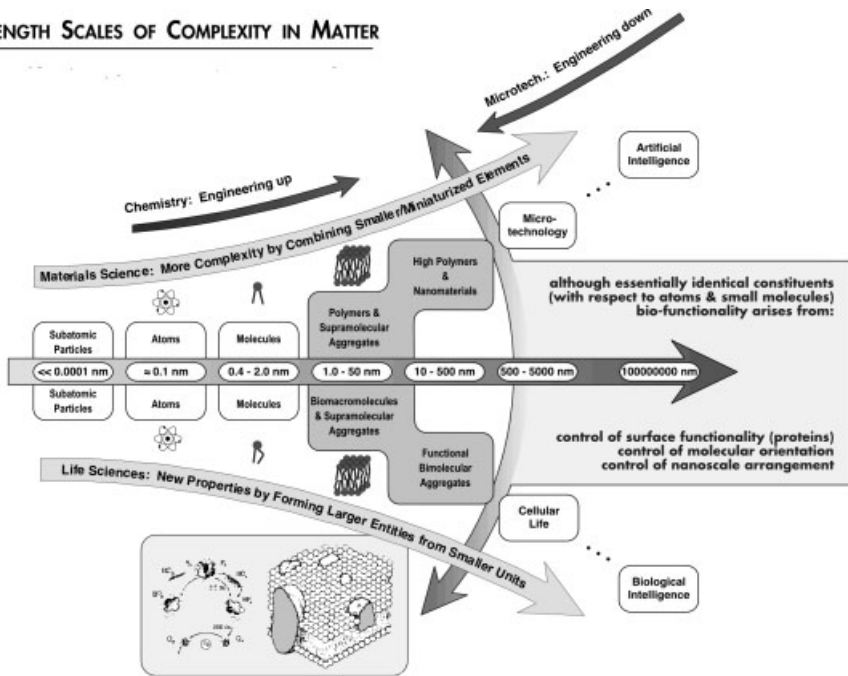 ENGTH SCALES OF COMPLEXITY IN MATTER
Microtech.: Engineering down
Chemistry: Engineering up
Materials Science: More Complexity by Combining Smaller/Miniaturized Elements
Artificial
Intelligence
Micro-
technology
High Polymers
&
Nanomaterials
Polymers &
Supramolecular
Aggregates
although essentially identical constituents
(with respect to atoms & small molecules)
bio-functionality arises from:
Subatomic
Particles
Atoms
Molecules
<< 0.0001 nm
≈ 0.1 nm
0.4 - 2.0 nm
1.0 - 50 nm
10 - 500 nm
500 - 5000 nm
100000000 nm
Subatomic
Particles
Atoms
Molecules
Biomacromolecules
& Supramolecular
Aggregates
Functional
Bimolecular
Aggregates
control of surface functionality (proteins)
control of molecular orientation
control of nanoscale arrangement
Life Sciences: New Properties by Forming Larger Entities from Smaller Units
Cellular
Life
Biological
Intelligence